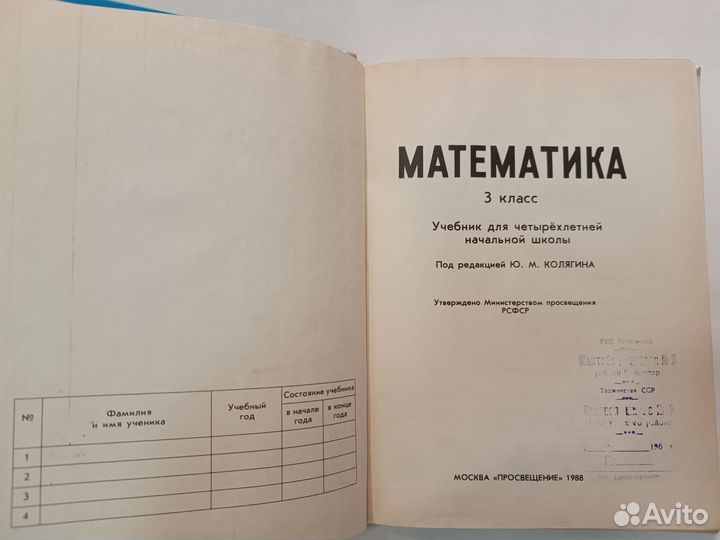 №
Фамилия
и имя ученика
Учебный
год
Состояние учебника
в начале
года
в конце
года
1
2
3
4
МАТЕМАТИКА
3 класс
Учебник для четырёхлетней
начальной школы
Под редакцией Ю. М. КОЛЯГИНА
Утверждено Министерством просвещения
РСФСР
Таджикская ССР
МОСКВА «ПРОСВЕЩЕНИЕ» 1988
Avito